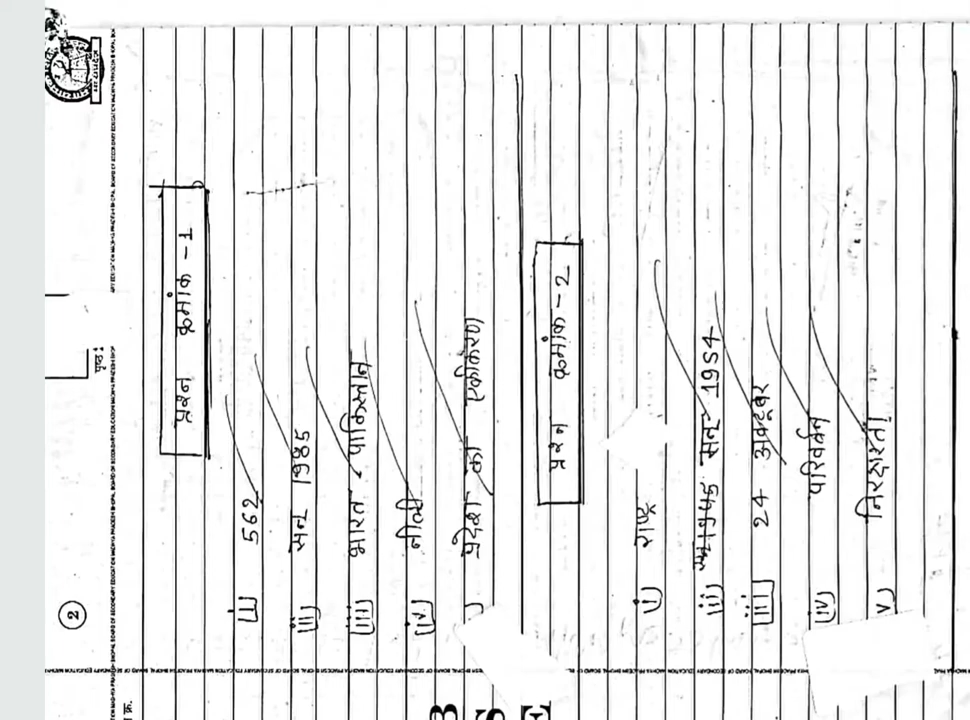 2
पृष्ठ :
प्रश्न क्रमांक - 1
i) 562
ii) सन् 1985
iii) भारत , पाकिस्तान
iv) नीली
प्रदेशों का एकीकरण
प्रश्न क्रमांक - 2
i) राष्ट्र
ii) सन् 1954
iii) 24 अक्टूबर
iv) परिवर्तन
v) निरक्षरता
B
S
E